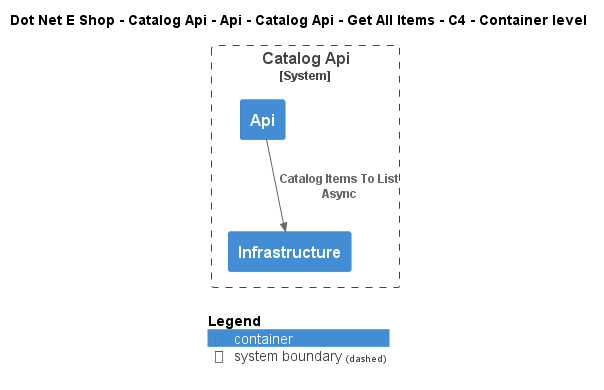 Dot Net E Shop - Catalog Api - Api - Catalog Api - Get All Items - C4 - Container level
Catalog Api
[System]
Api
Catalog Items To List
Async
Infrastructure
Legend
container
system boundary (dashed)